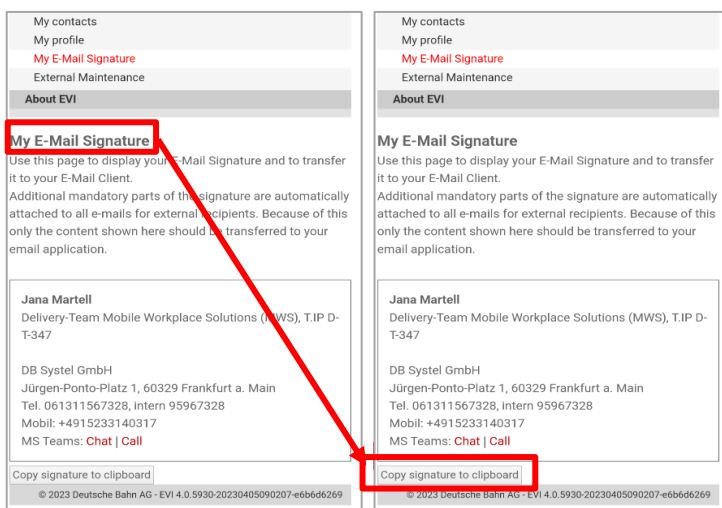 My contacts
My profile
My E-Mail Signature
External Maintenance
About EVI
My E-Mail Signature
Use this page to display your E-Mail Signature and to transfer
it to your E-Mail Client.
Additional mandatory parts of the signature are automatically
attached to all e-mails for external recipients. Because of this
only the content shown here should be transferred to your
email application.
Jana Martell
Delivery-Team Mobile Workplace Solutions (MWS), T.IP D-
T-347
DB Systel GmbH
Jürgen-Ponto-Platz 1, 60329 Frankfurt a. Main
Tel. 061311567328, intern 95967328
Mobil: +4915233140317
MS Teams: Chat | Call
Copy signature to clipboard
© 2023 Deutsche Bahn AG - EVI 4.0.5930-20230405090207-e6b6d6269
My contacts
My profile
My E-Mail Signature
External Maintenance
About EVI
My E-Mail Signature
Use this page to display your E-Mail Signature and to transfer
it to your E-Mail Client.
Additional mandatory parts of the signature are automatically
attached to all e-mails for external recipients. Because of this
only the content shown here should be transferred to your
email application.
Jana Martell
Delivery-Team Mobile Workplace Solutions (MWS), T.IP D-
T-347
DB Systel GmbH
Jürgen-Ponto-Platz 1, 60329 Frankfurt a. Main
Tel. 061311567328, intern 95967328
Mobil: +4915233140317
MS Teams: Chat | Call
Copy signature to clipboard
© 2023 Deutsche Bahn AG - EVI 4.0.5930-20230405090207-e6b6d6269